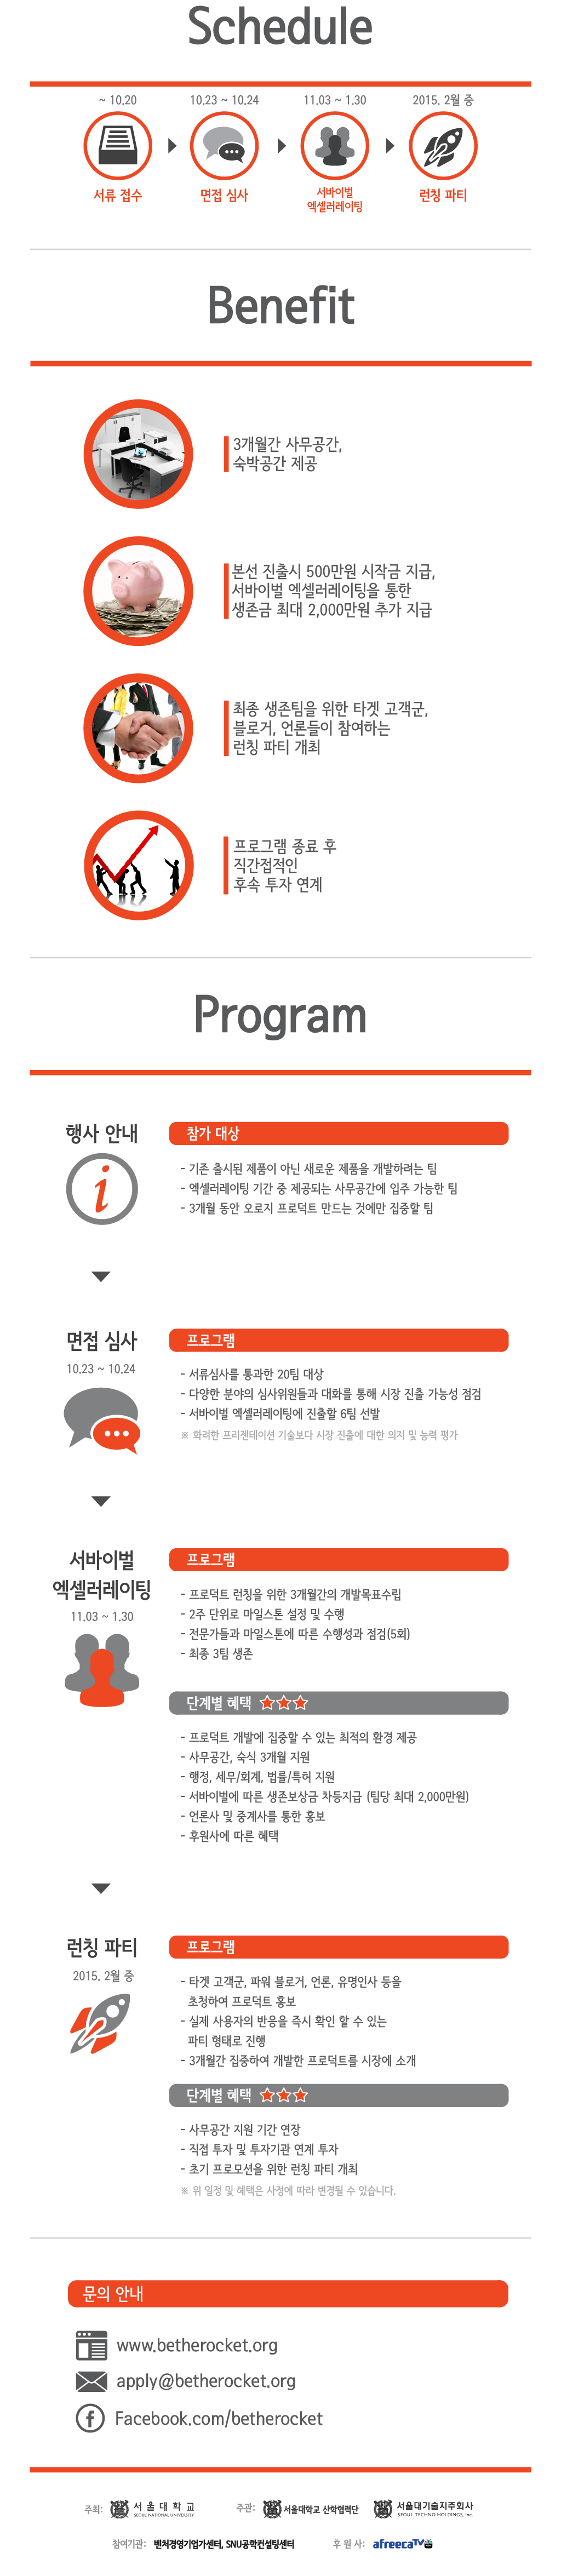 Schedule
~ 10.20
10.23 ~ 10.24
11.03 ~ 1.30
2015. 2월 중
서류 접수
면접 심사
서바이벌
엑셀러레이팅
런칭 파티
Benefit
3개월간 사무공간,
숙박공간 제공
본선 진출시 500만원 시작금 지급,
서바이벌 엑셀러레이팅을 통한
생존금 최대 2,000만원 추가 지급
최종 생존팀을 위한 타겟 고객군,
블로거, 언론들이 참여하는
런칭 파티 개최
프로그램 종료 후
직간접적인
후속 투자 연계
Program
행사 안내
참가 대상
- 기존 출시된 제품이 아닌 새로운 제품을 개발하려는 팀
- 엑셀러레이팅 기간 중 제공되는 사무공간에 입주 가능한 팀
- 3개월 동안 오로지 프로덕트 만드는 것에만 집중할 팀
면접 심사
10.23 ~ 10.24
프로그램
- 서류심사를 통과한 20팀 대상
- 다양한 분야의 심사위원들과 대화를 통해 시장 진출 가능성 점검
- 서바이벌 엑셀러레이팅에 진출할 6팀 선발
※ 화려한 프리젠테이션 기술보다 시장 진출에 대한 의지 및 능력 평가
서바이벌
엑셀러레이팅
11.03 ~ 1.30
프로그램
- 프로덕트 런칭을 위한 3개월간의 개발목표수립
- 2주 단위로 마일스톤 설정 및 수행
- 전문가들과 마일스톤에 따른 수행성과 점검(5회)
- 최종 3팀 생존
단계별 혜택
- 프로덕트 개발에 집중할 수 있는 최적의 환경 제공
- 사무공간, 숙식 3개월 지원
- 행정, 세무/회계, 법률/특허 지원
- 서바이벌에 따른 생존보상금 차등지급 (팀당 최대 2,000만원)
- 언론사 및 중계사를 통한 홍보
- 후원사에 따른 혜택
런칭 파티
2015. 2월 중
프로그램
- 타겟 고객군, 파워 블로거, 언론, 유명인사 등을
초청하여 프로덕트 홍보
- 실제 사용자의 반응을 즉시 확인 할 수 있는
파티 형태로 진행
- 3개월간 집중하여 개발한 프로덕트를 시장에 소개
단계별 혜택
- 사무공간 지원 기간 연장
- 직접 투자 및 투자기관 연계 투자
- 초기 프로모션을 위한 런칭 파티 개최
※ 위 일정 및 혜택은 사정에 따라 변경될 수 있습니다.
문의 안내
www.betherocket.org
apply@betherocket.org
Facebook.com/betherocket
주최: 서울대학교 SEOUL NATIONAL UNIVERSITY
주관: 서울대학교 산학협력단
서울대기술지주회사 SEOUL TECHNO HOLDINGS, Inc.
참여기관: 벤처경영기업가센터, SNU공학컨설팅센터
후 원 사: afreecaTV